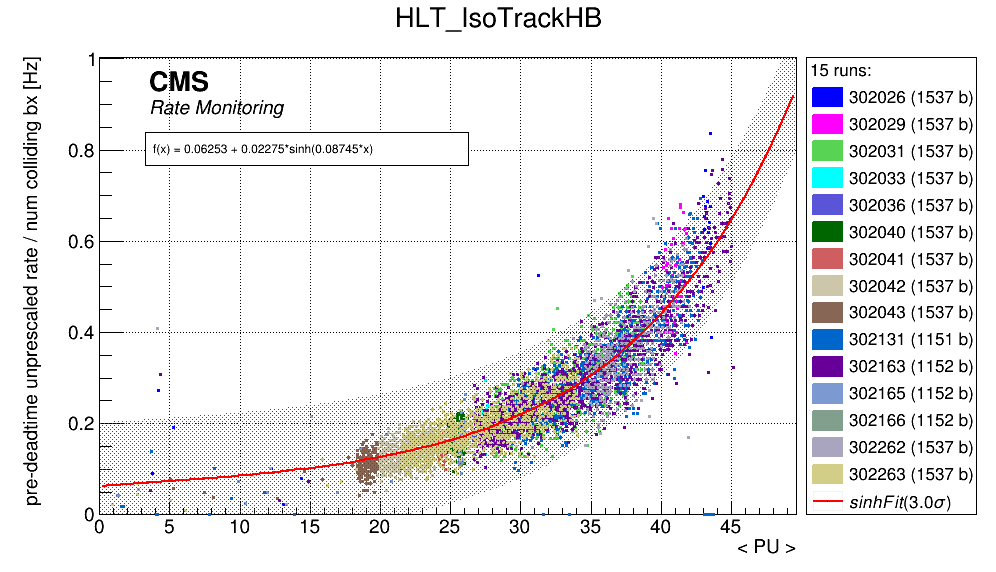 HLT_IsoTrackHB
pre-deadtime unprescaled rate / num colliding bx [Hz]
CMS
Rate Monitoring
f(x) = 0.06253 + 0.02275*sinh(0.08745*x)
1
0.8
0.6
0.4
0.2
0
0 5 10 15 20 25 30 35 40 45
< PU >
15 runs:
302026 (1537 b)
302029 (1537 b)
302031 (1537 b)
302033 (1537 b)
302036 (1537 b)
302040 (1537 b)
302041 (1537 b)
302042 (1537 b)
302043 (1537 b)
302131 (1151 b)
302163 (1152 b)
302165 (1152 b)
302166 (1152 b)
302262 (1537 b)
302263 (1537 b)
sinhFit(3.0σ)